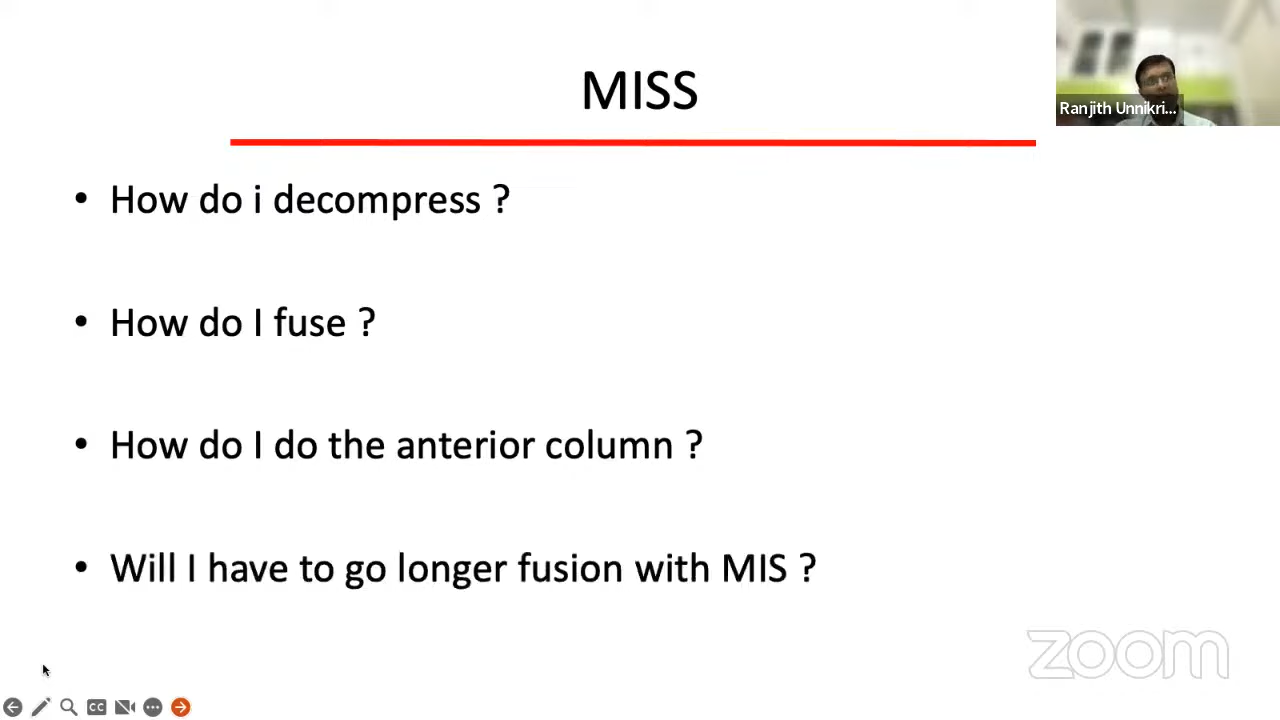 MISS
Ranjith Unnikri...
• How do i decompress ?
• How do I fuse ?
• How do I do the anterior column ?
• Will I have to go longer fusion with MIS ?
zoom
CC